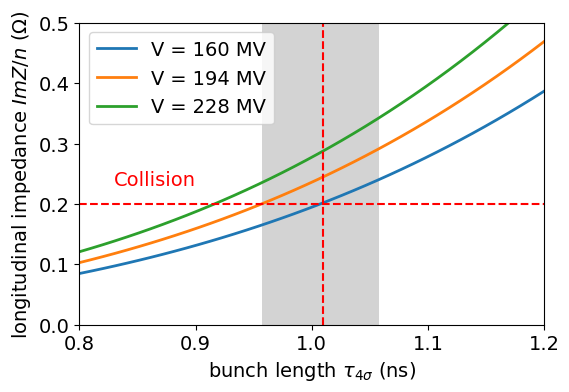 0.5
0.4
0.3
0.2
0.1
0.0
longitudinal impedance ImZ/n (Ω)
V = 160 MV
V = 194 MV
V = 228 MV
Collision
0.8 0.9 1.0 1.1 1.2
bunch length τ4σ (ns)